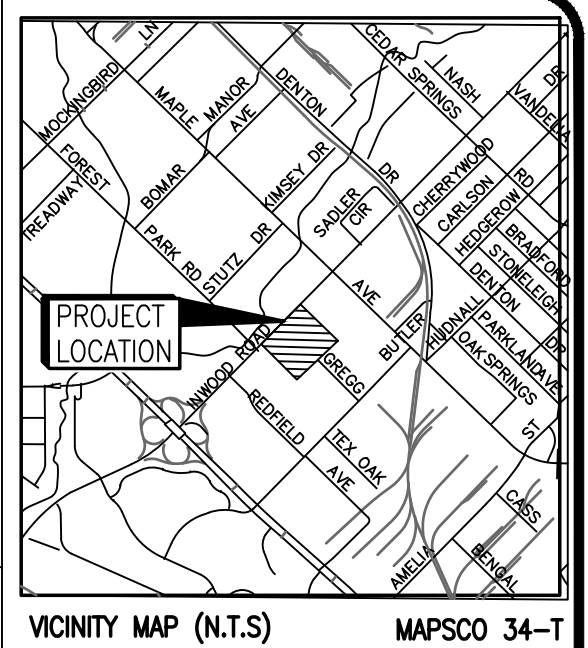 LN
CEDAR SPRINGS
NASH
DR
VANDELIA
MOCKINGBIRD
MAPLE
MANOR
AVE
DENTON
DR
FOREST
PARK RD
TREADWAY
BOMAR
KIMSEY DR
SADLER
CIR
CHERRYWOOD
RD
CARLSON
HEDGEROW
BRADFORD
STONELEIGH
STUTZ DR
AVE
DENTON
DR
PROJECT
LOCATION
INWOOD ROAD
BUTLER
HUDNALL
PARKLAND
AVE
OAK SPRINGS
GREGG
REDFIELD
ST
TEX OAK
AVE
CASS
AMELIA
BENGAL
VICINITY MAP (N.T.S)
MAPSCO 34-T